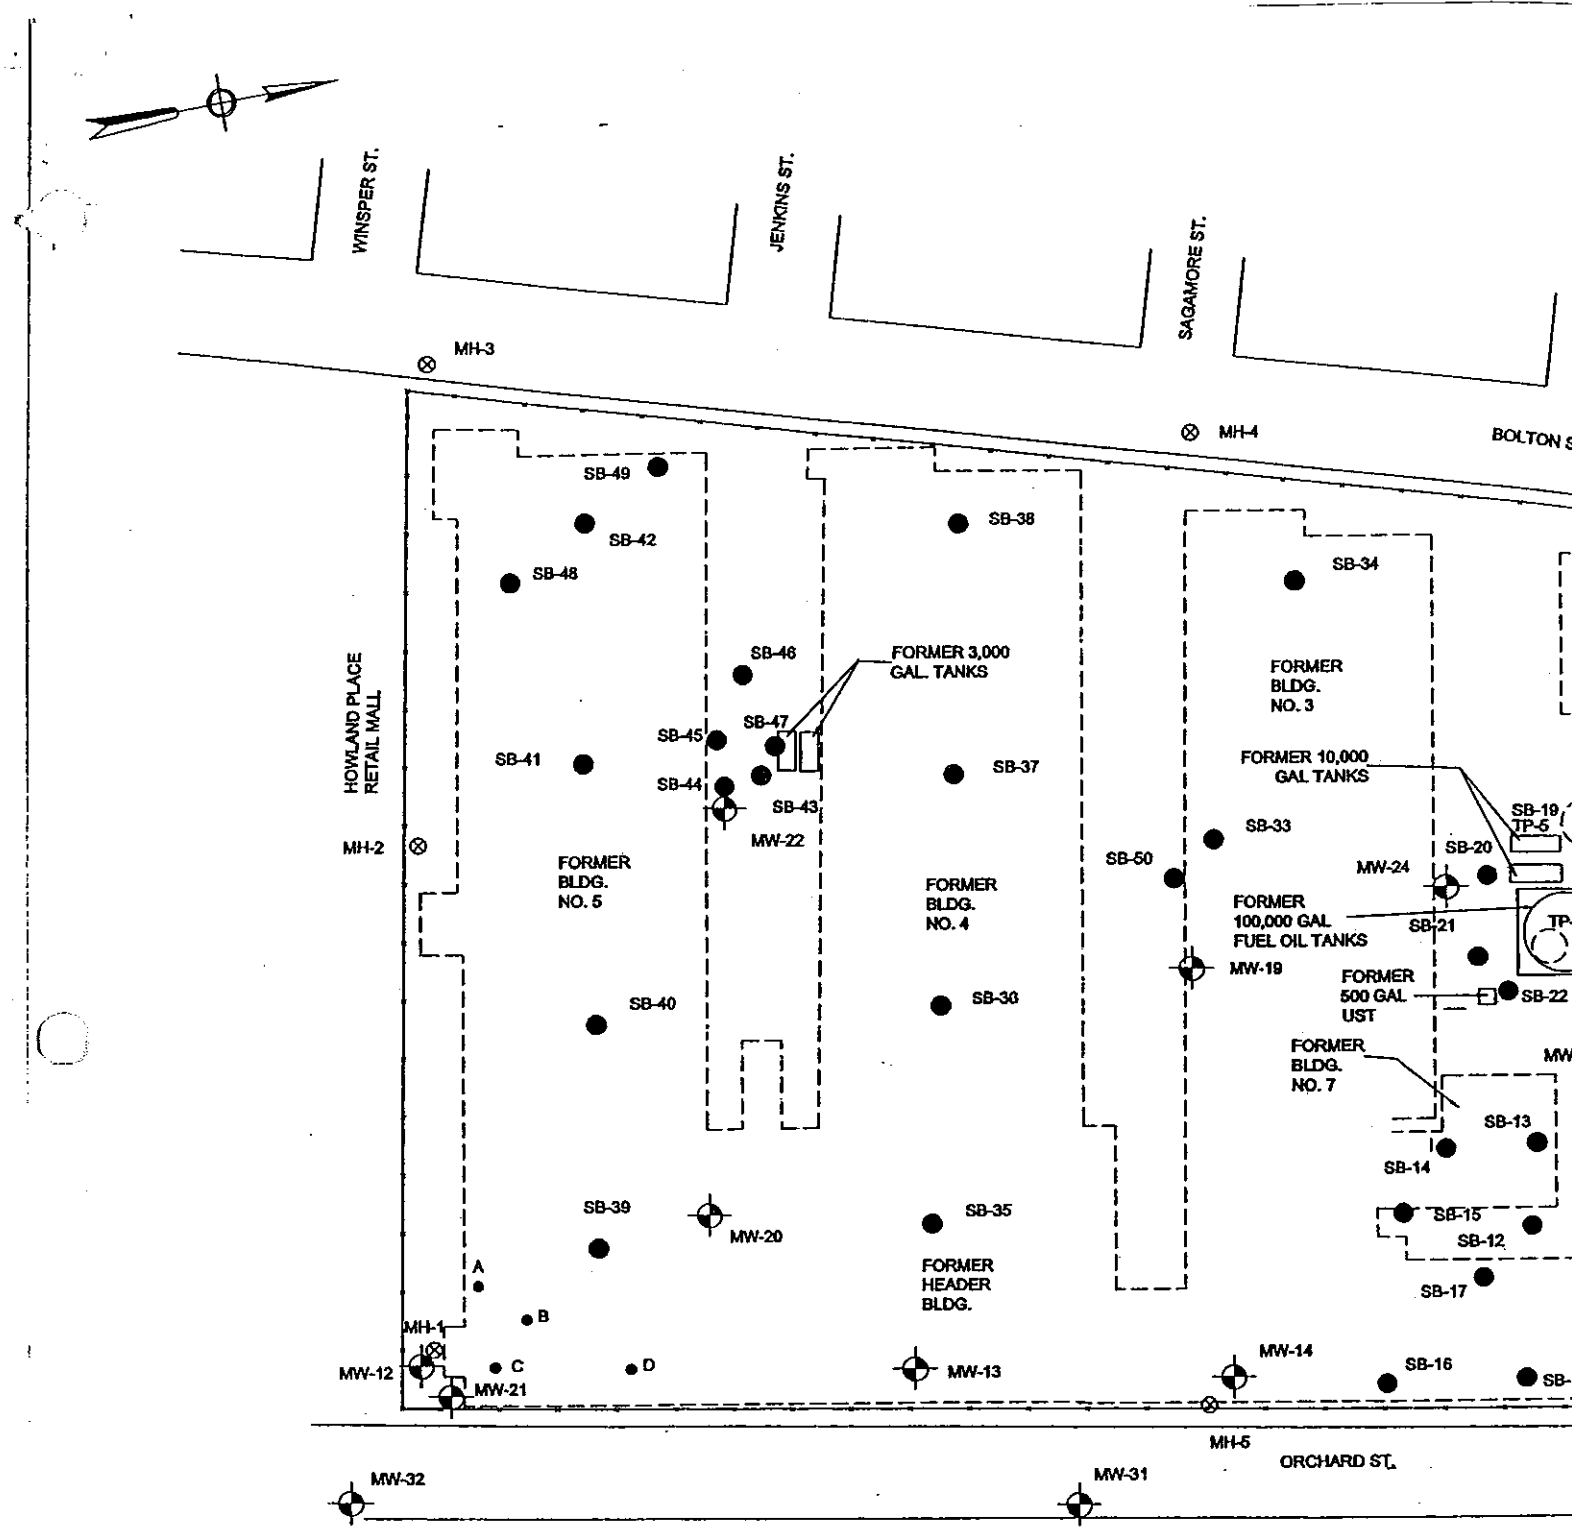 WINSPER ST.
JENKINS ST.
SAGAMORE ST.
MH-3
MH-4
BOLTON S
SB-49
SB-42
SB-48
SB-38
SB-34
HOWLAND PLACE
RETAIL MALL
SB-46
FORMER 3,000
GAL. TANKS
FORMER
BLDG.
NO. 3
SB-45
SB-47
SB-41
SB-44
SB-43
SB-37
FORMER 10,000
GAL TANKS
SB-19
TP-5
MH-2
MW-22
SB-33
SB-20
SB-50
MW-24
FORMER
BLDG.
NO. 5
FORMER
BLDG.
NO. 4
FORMER
100,000 GAL
FUEL OIL TANKS
SB-21
TP-
MW-19
FORMER
500 GAL
UST
SB-22
SB-40
SB-36
FORMER
BLDG.
NO. 7
MW
SB-13
SB-14
SB-39
MW-20
SB-35
SB-15
SB-12
A
FORMER
HEADER
BLDG.
SB-17
B
MH-1
MW-12
C
D
MW-21
MW-13
MW-14
SB-16
SB-
MH-5
ORCHARD ST.
MW-32
MW-31